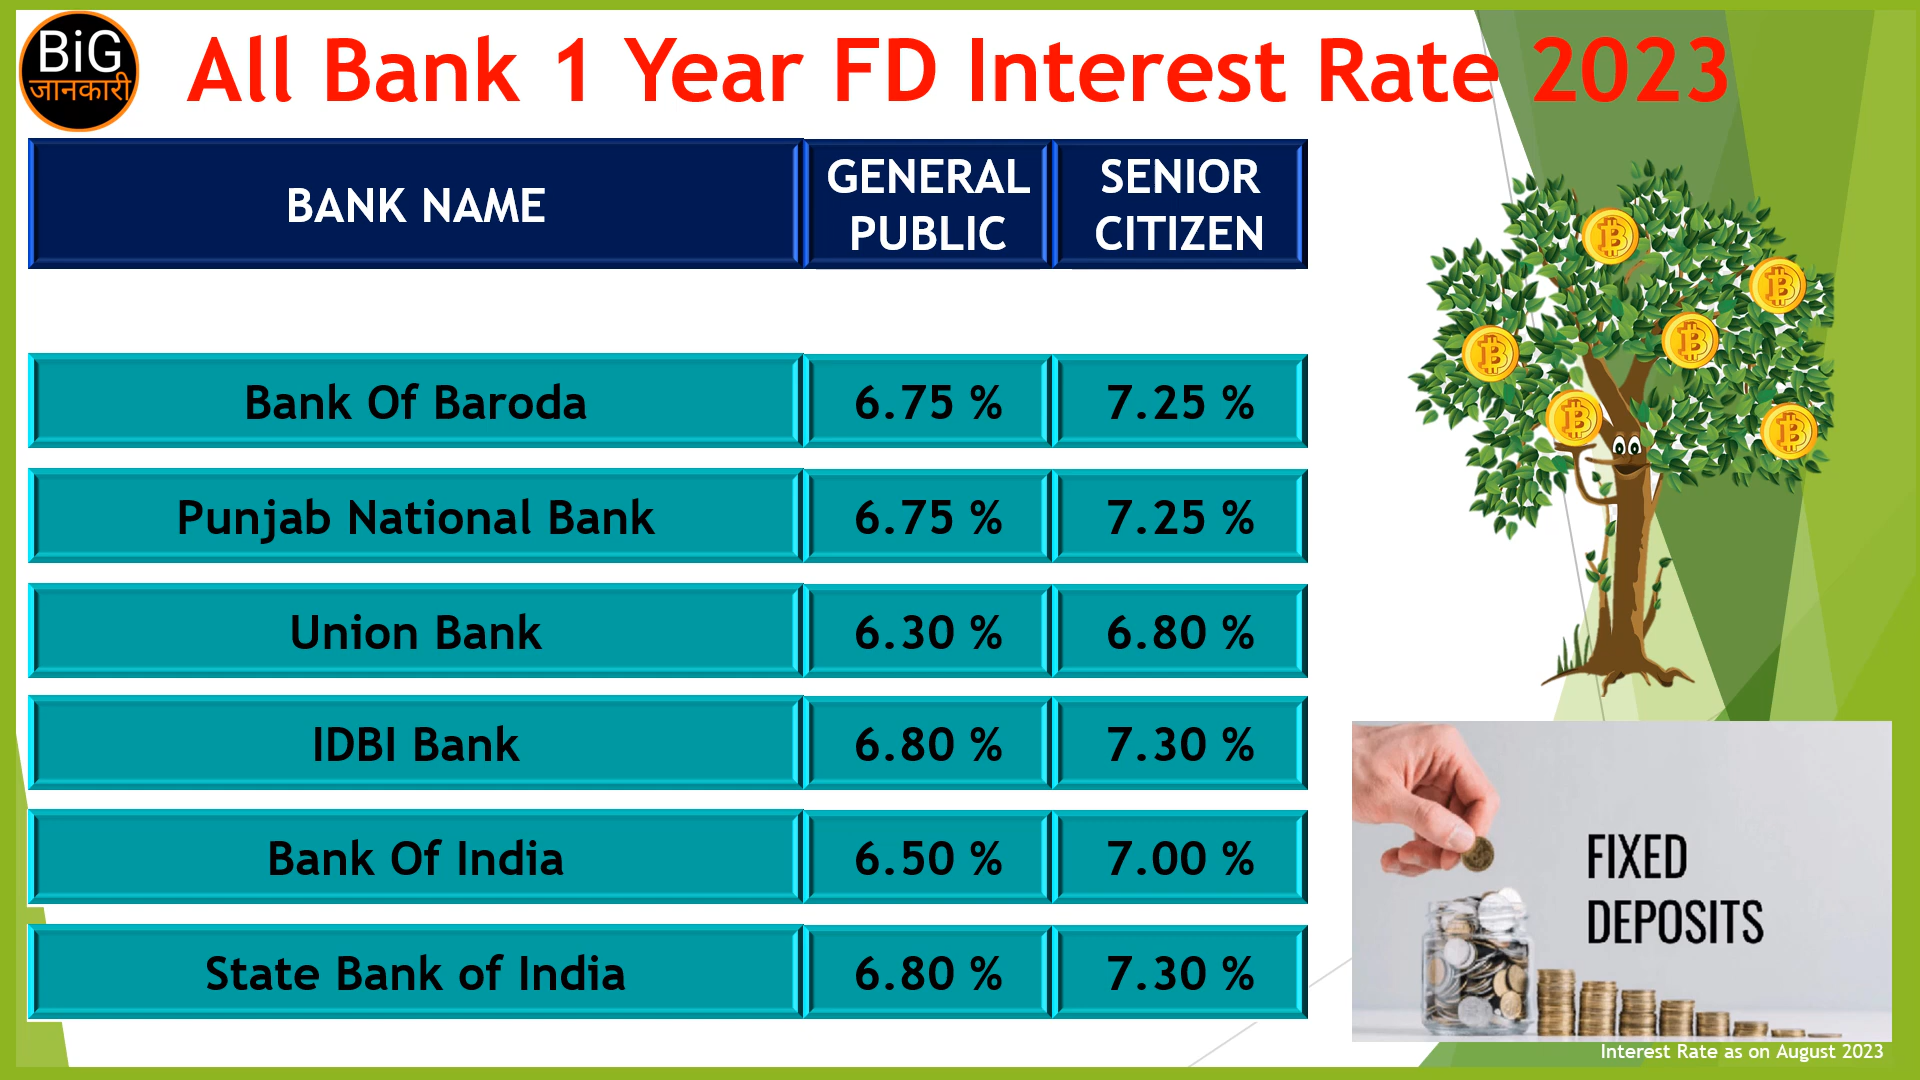 BiG
जानकारी
All Bank 1 Year FD Interest Rate 2023
BANK NAME GENERAL PUBLIC SENIOR CITIZEN
Bank Of Baroda 6.75 % 7.25 %
Punjab National Bank 6.75 % 7.25 %
Union Bank 6.30 % 6.80 %
IDBI Bank 6.80 % 7.30 %
Bank Of India 6.50 % 7.00 %
State Bank of India 6.80 % 7.30 %
FIXED
DEPOSITS
Interest Rate as on August 2023